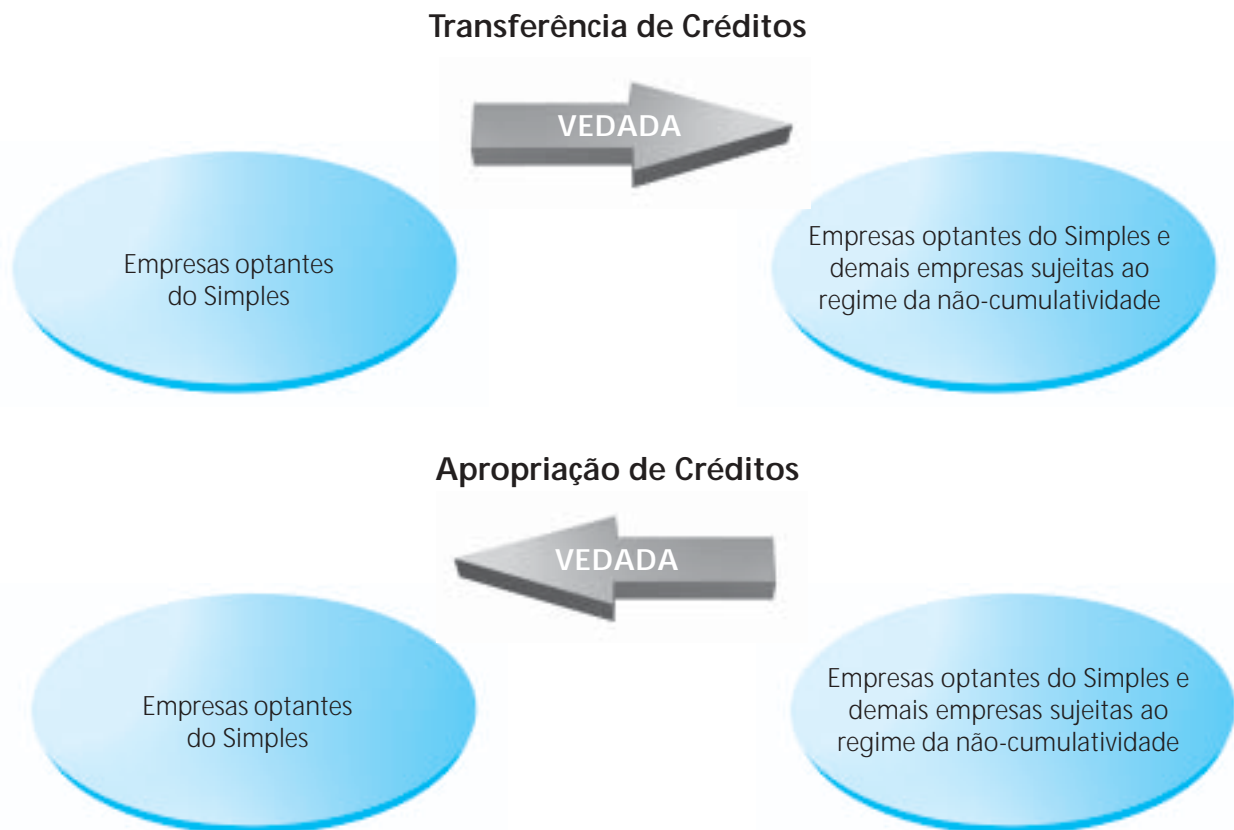 Transferência de Créditos
VEDADA
Empresas optantes
do Simples
Empresas optantes do Simples e
demais empresas sujeitas ao
regime da não-cumulatividade
Apropriação de Créditos
VEDADA
Empresas optantes
do Simples
Empresas optantes do Simples e
demais empresas sujeitas ao
regime da não-cumulatividade